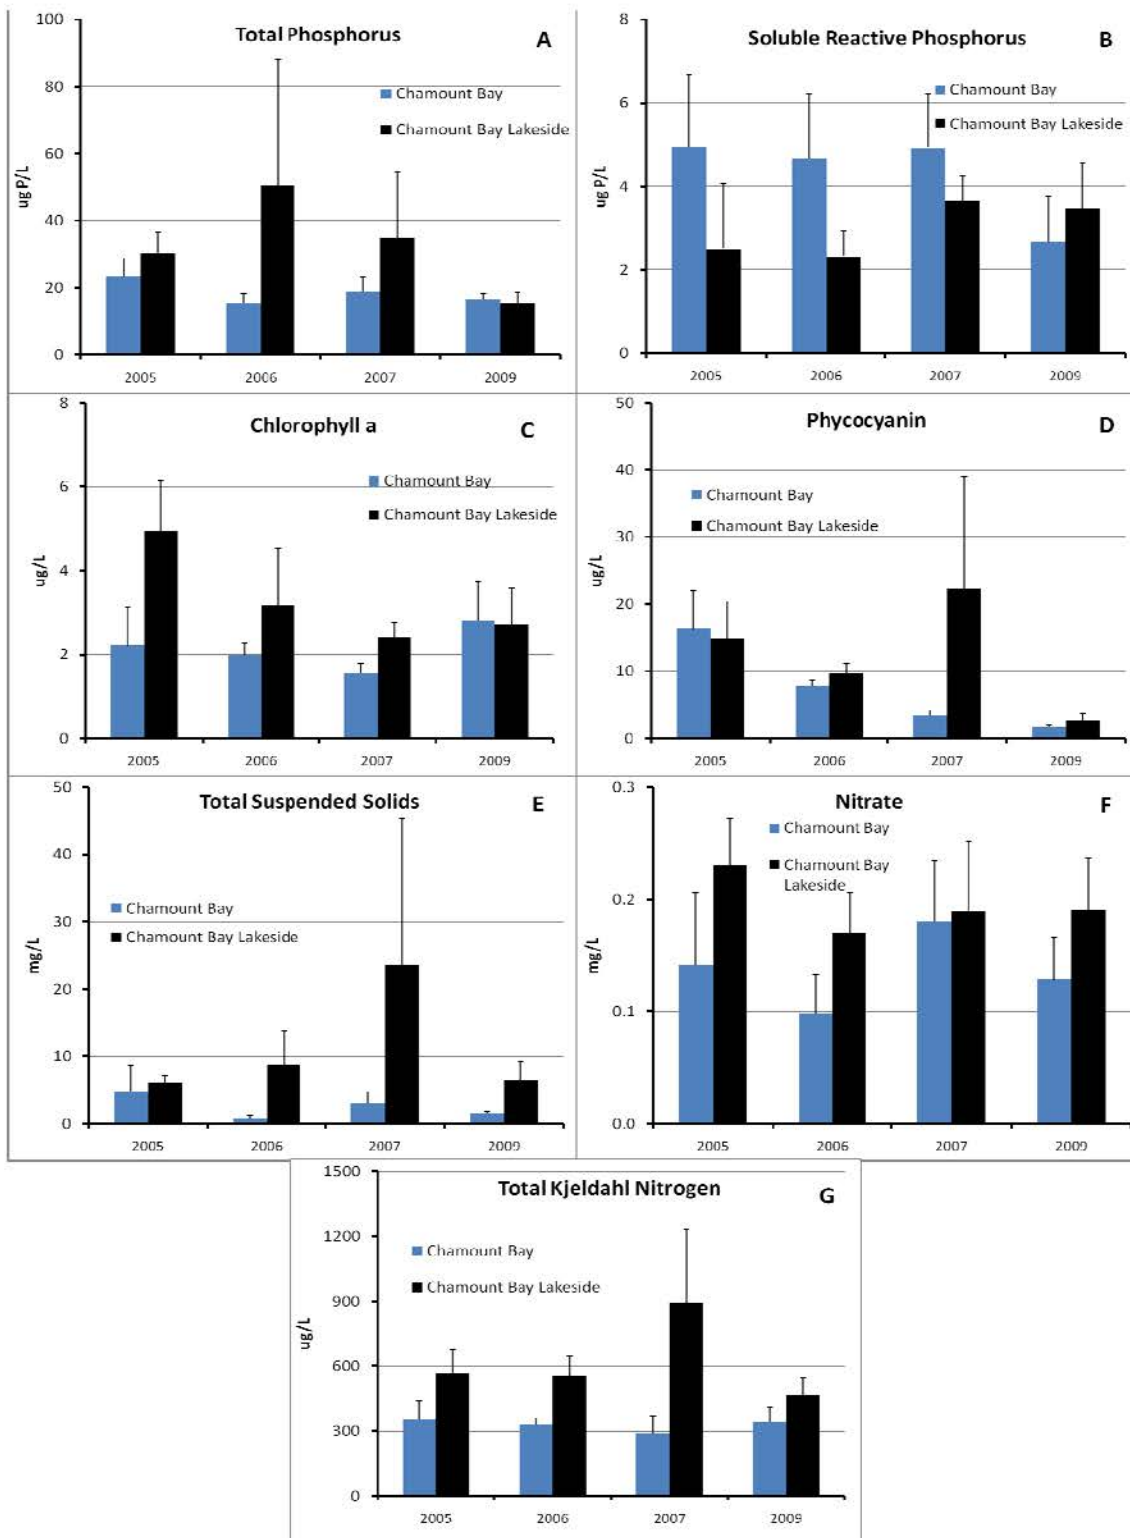 Total Phosphorus
A
100
80
60
40
20
0
ug P/L
Chamount Bay
Chamount Bay Lakeside
2005 2006 2007 2009
Soluble Reactive Phosphorus
B
8
6
4
2
0
ug P/L
Chamount Bay
Chamount Bay Lakeside
2005 2006 2007 2009
Chlorophyll a
C
8
6
4
2
0
ug/L
Chamount Bay
Chamount Bay Lakeside
2005 2006 2007 2009
Phycocyanin
D
50
40
30
20
10
0
ug/L
Chamount Bay
Chamount Bay Lakeside
2005 2006 2007 2009
Total Suspended Solids
E
50
40
30
20
10
0
mg/L
Chamount Bay
Chamount Bay Lakeside
2005 2006 2007 2009
Nitrate
F
0.3
0.2
0.1
0.0
mg/L
Chamount Bay
Chamount Bay
Lakeside
2005 2006 2007 2009
Total Kjeldahl Nitrogen
G
1500
1200
900
600
300
0
ug/L
Chamount Bay
Chamount Bay Lakeside
2005 2006 2007 2009